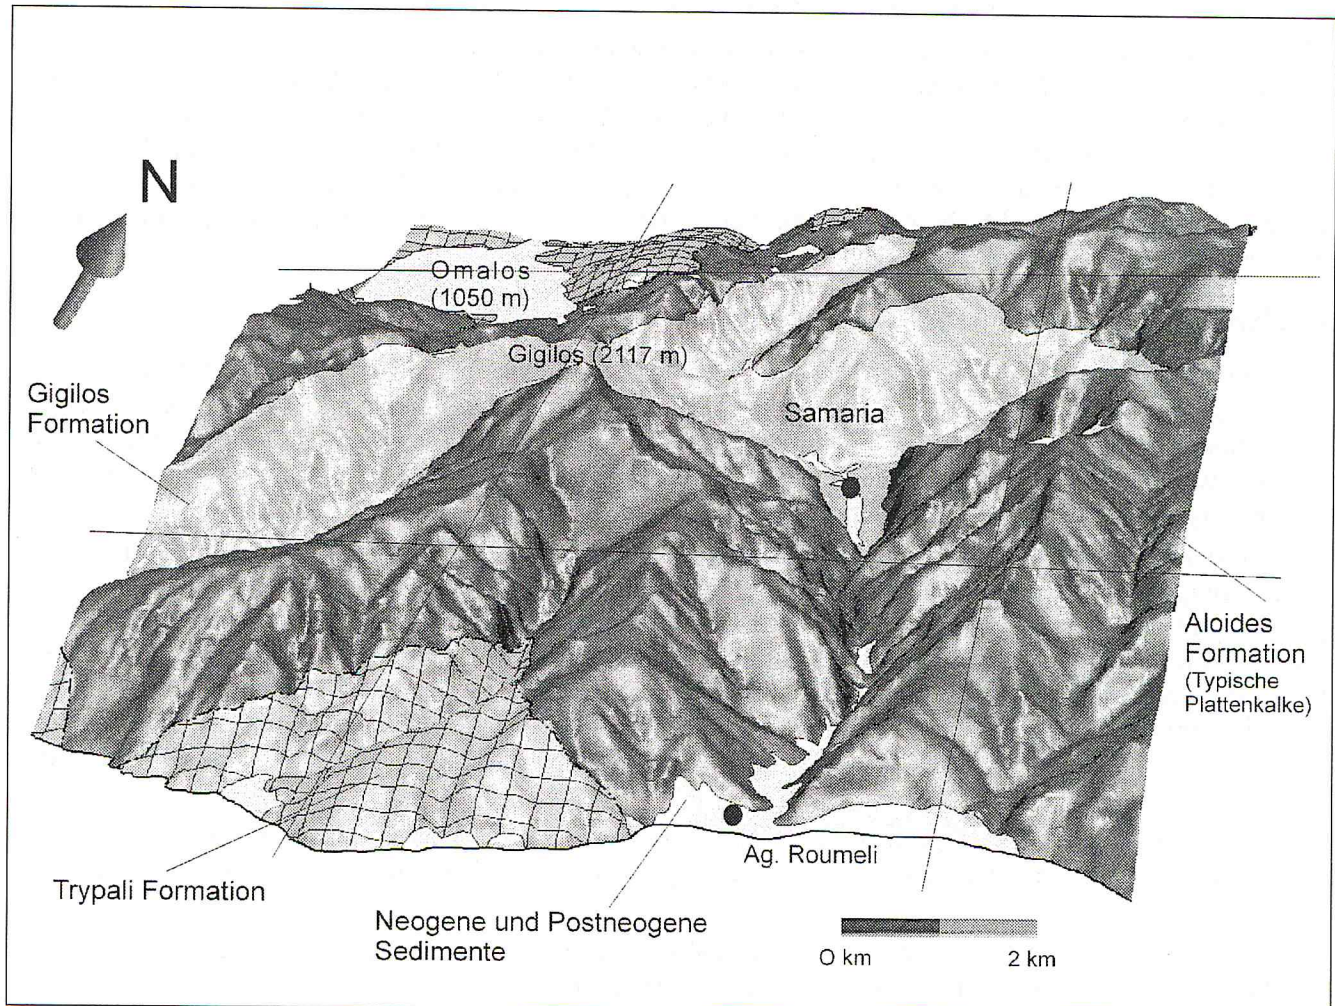 N
Omalos
(1050 m)
Gigilos (2117 m)
Gigilos
Formation
Samaria
Aloides
Formation
(Typische
Plattenkalke)
Ag. Roumeli
Trypali Formation
Neogene und Postneogene
Sedimente
O km
2 km